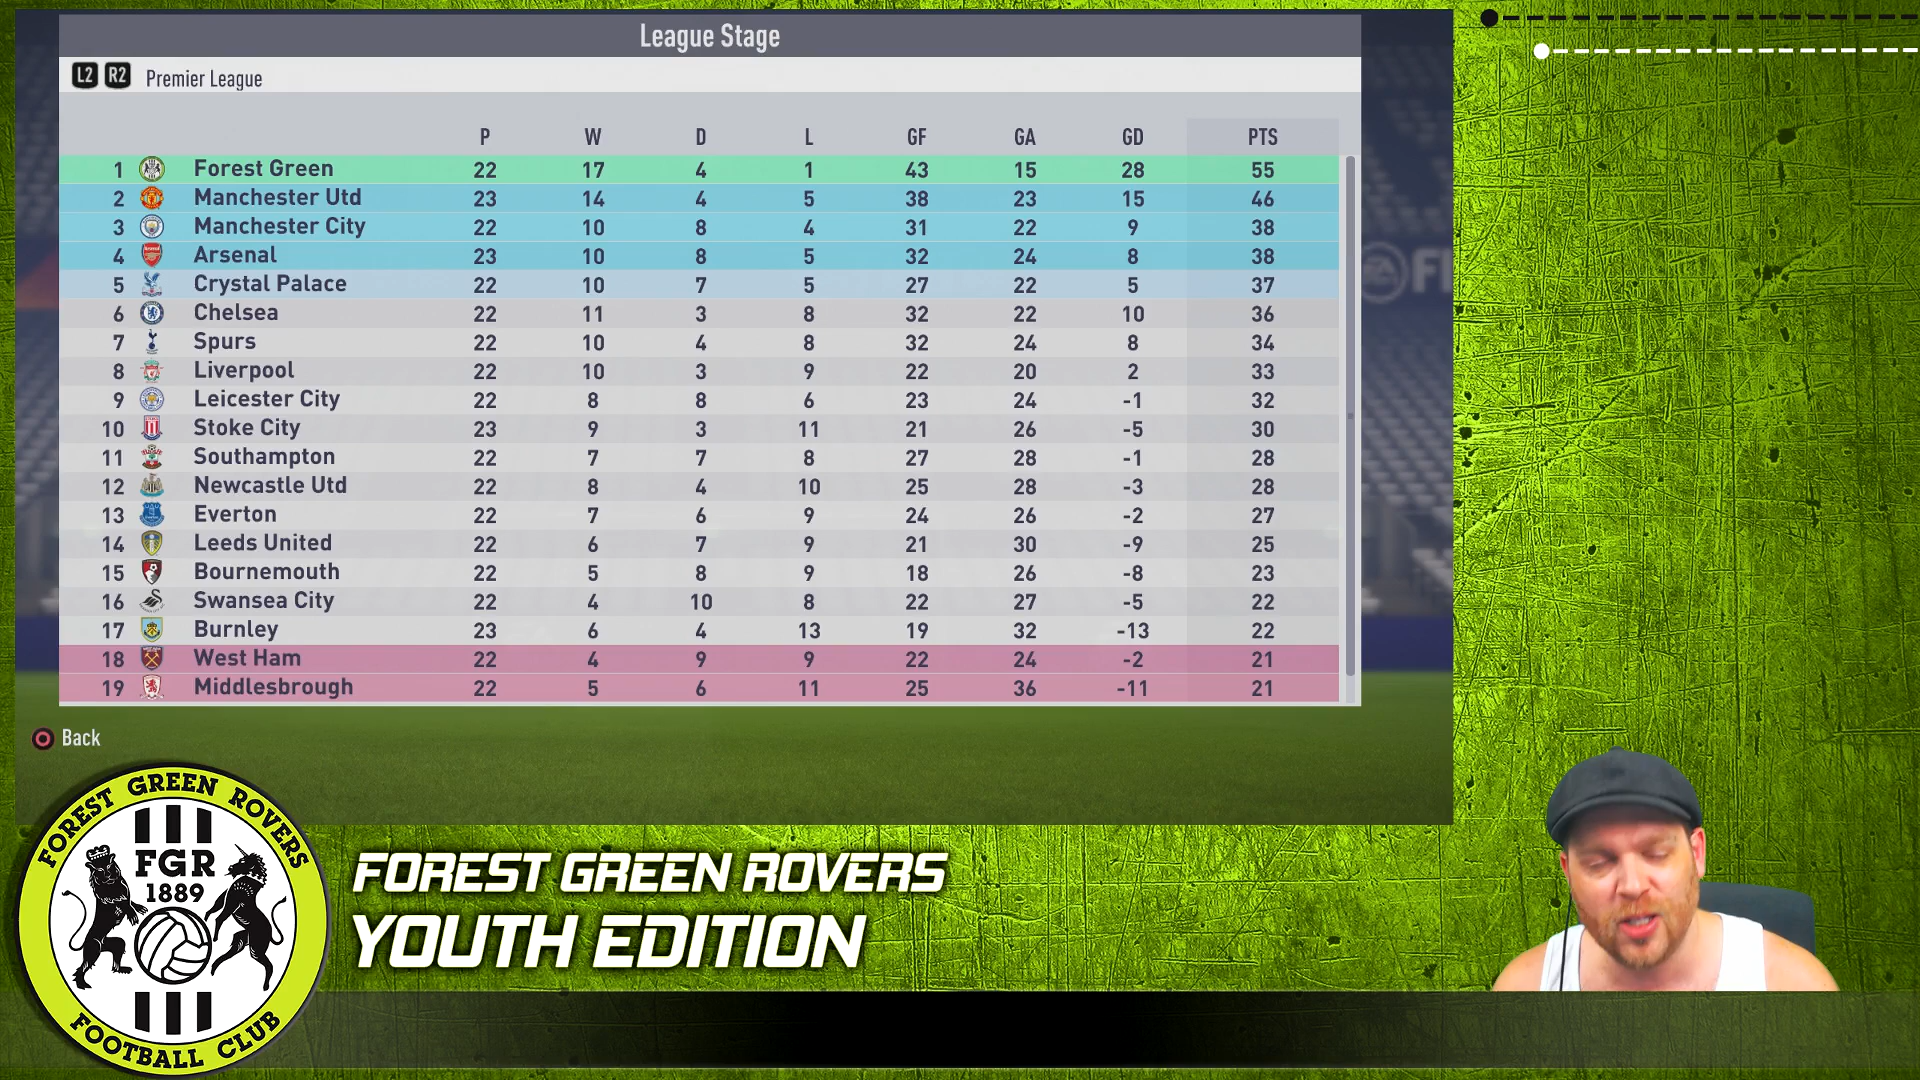 League Stage
L2 R2 Premier League
P W D L GF GA GD PTS
1 Forest Green 22 17 4 1 43 15 28 55
2 Manchester Utd 23 14 4 5 38 23 15 46
3 Manchester City 22 10 8 4 31 22 9 38
4 Arsenal 23 10 8 5 32 24 8 38
5 Crystal Palace 22 10 7 5 27 22 5 37
6 Chelsea 22 11 3 8 32 22 10 36
7 Spurs 22 10 4 8 32 24 8 34
8 Liverpool 22 10 3 9 22 20 2 33
9 Leicester City 22 8 8 6 23 24 -1 32
10 Stoke City 23 9 3 11 21 26 -5 30
11 Southampton 22 7 7 8 27 28 -1 28
12 Newcastle Utd 22 8 4 10 25 28 -3 28
13 Everton 22 7 6 9 24 26 -2 27
14 Leeds United 22 6 7 9 21 30 -9 25
15 Bournemouth 22 5 8 9 18 26 -8 23
16 Swansea City 22 4 10 8 22 27 -5 22
17 Burnley 23 6 4 13 19 32 -13 22
18 West Ham 22 4 9 9 22 24 -2 21
19 Middlesbrough 22 5 6 11 25 36 -11 21
EA FI
Back
FOREST GREEN ROVERS
FGR
1889
FOOTBALL CLUB
FOREST GREEN ROVERS
YOUTH EDITION